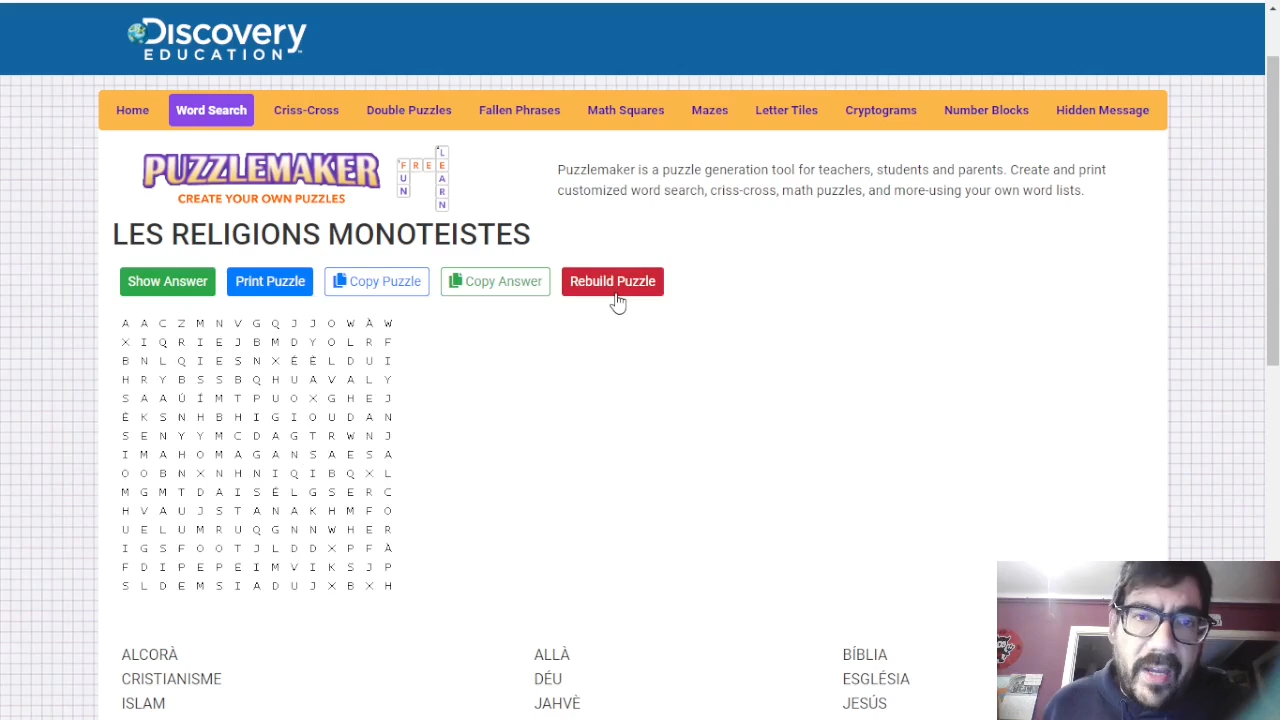 Discovery
EDUCATION
Home Word Search Criss-Cross Double Puzzles Fallen Phrases Math Squares Mazes Letter Tiles Cryptograms Number Blocks Hidden Message
PUZZLEMAKER
CREATE YOUR OWN PUZZLES
FREE
FUN
LEARN
Puzzlemaker is a puzzle generation tool for teachers, students and parents. Create and print
customized word search, criss-cross, math puzzles, and more-using your own word lists.
LES RELIGIONS MONOTEISTES
Show Answer Print Puzzle Copy Puzzle Copy Answer Rebuild Puzzle
A A C Z M N V G Q J J O W À W
X I Q R I E J B M D Y O L R F
B N L Q I E S N X É È L D U I
H R Y B S S B Q H U A V A L Y
S A A Ú Í M T P U O X G H E J
É K S N H B H I G I O U D A N
S E N Y Y M C D A G T R W N J
I M A H O M A G A N S A E S A
O O B N X N H N I Q I B Q X L
M G M T D A I S É L G S E R C
H V A U J S T A N A K H M F O
U E L U M R U Q G N N W H E R
I G S F O O T J L D D X P F À
F D I P E P E I M V I K S J P
S L D E M S I A D U J X B X H
ALCORÀ ALLÀ BÍBLIA
CRISTIANISME DÉU ESGLÉSIA
ISLAM JAHVÈ JESÚS